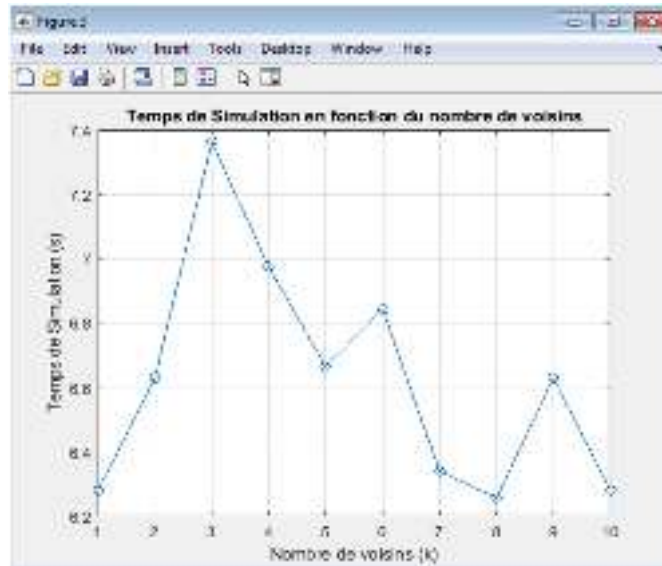 Figure 3
File Edit View Insert Tools Desktop Window Help
Temps de Simulation en fonction du nombre de voisins
7.4
7.2
7
6.8
6.6
6.4
6.2
Temps de Simulation (s)
1 2 3 4 5 6 7 8 9 10
Nombre de voisins (k)